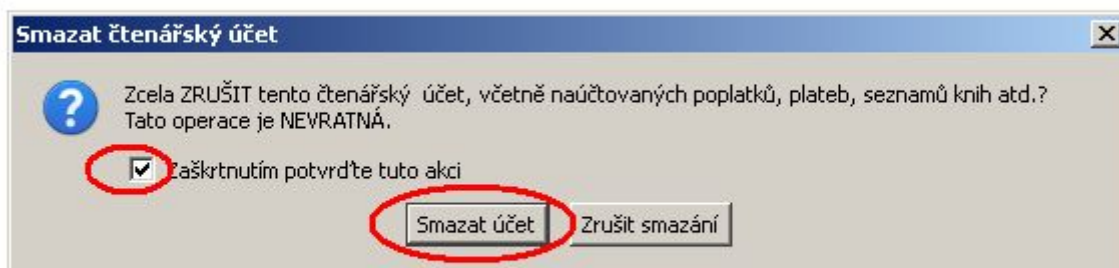 Smazat čtenářský účet
Zcela ZRUŠIT tento čtenářský účet, včetně naúčtovaných poplatků, plateb, seznamů knih atd.?
Tato operace je NEVRATNÁ.
Zaškrtnutím potvrďte tuto akci
Smazat účet Zrušit smazání